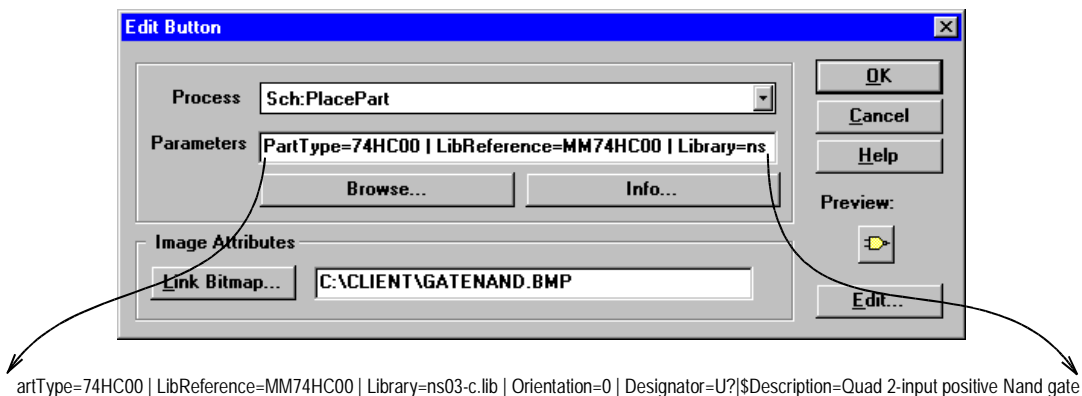 Edit Button
Process Sch:PlacePart
OK
Cancel
Parameters PartType=74HC00 | LibReference=MM74HC00 | Library=ns
Help
Browse... Info...
Preview:
Image Attributes
Link Bitmap... C:\CLIENT\GATENAND.BMP
Edit...
artType=74HC00 | LibReference=MM74HC00 | Library=ns03-c.lib | Orientation=0 | Designator=U?|$Description=Quad 2-input positive Nand gate